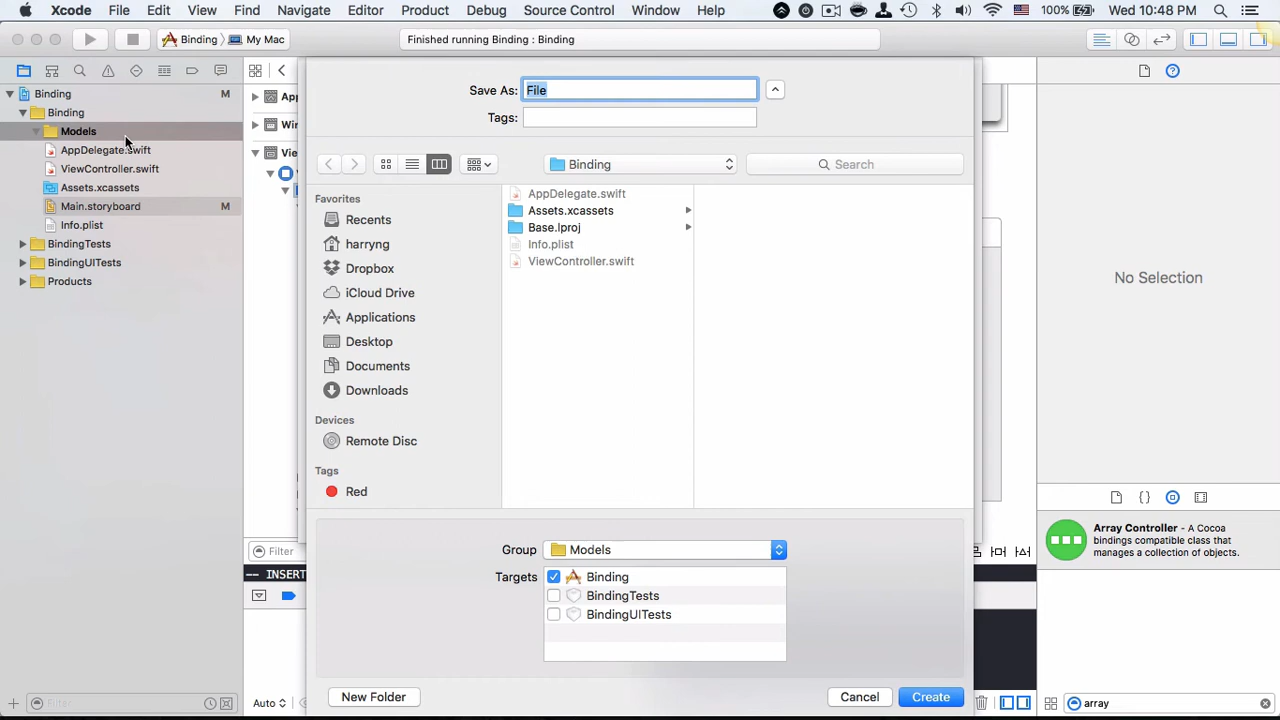 Xcode File Edit View Find Navigate Editor Product Debug Source Control Window Help 100% Wed 10:48 PM
Binding My Mac
Finished running Binding : Binding
Save As: File
Tags:
Binding M
Binding
Models
AppDelegate.swift
ViewController.swift
Assets.xcassets
Main.storyboard M
Info.plist
BindingTests
BindingUITests
Products
Binding
Search
Favorites
Recents
harryng
Dropbox
iCloud Drive
Applications
Desktop
Documents
Downloads
Devices
Remote Disc
Tags
Red
AppDelegate.swift
Assets.xcassets
Base.lproj
Info.plist
ViewController.swift
Group Models
Targets Binding
BindingTests
BindingUITests
New Folder Cancel Create
Ap
Win
Vie
Filter
-- INSERT
Auto
Filter
No Selection
Array Controller - A Cocoa
bindings compatible class that
manages a collection of objects.
array